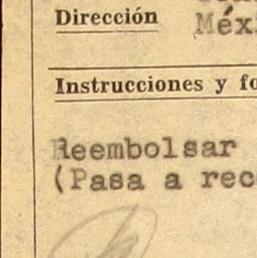 Dirección Méx
Instrucciones y fo
Reembolsar
(Pasa a rec